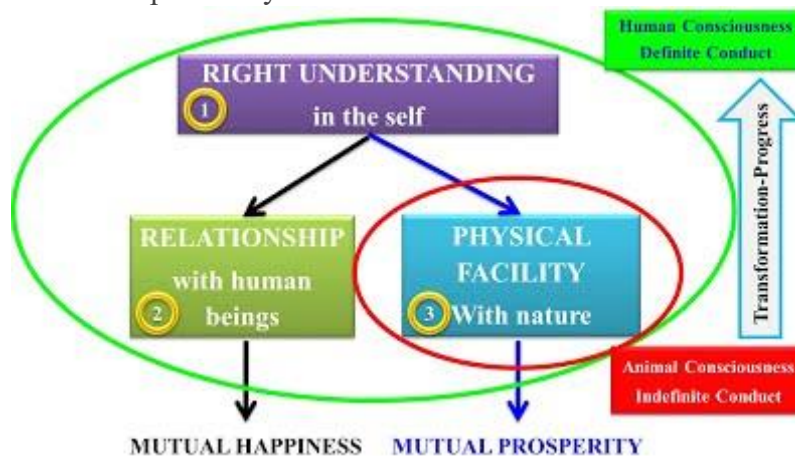 Human Consciousness
Definite Conduct
RIGHT UNDERSTANDING
in the self
1
Transformation-Progress
RELATIONSHIP
with human
beings
2
PHYSICAL
FACILITY
With nature
3
Animal Consciousness
Indefinite Conduct
MUTUAL HAPPINESS
MUTUAL PROSPERITY